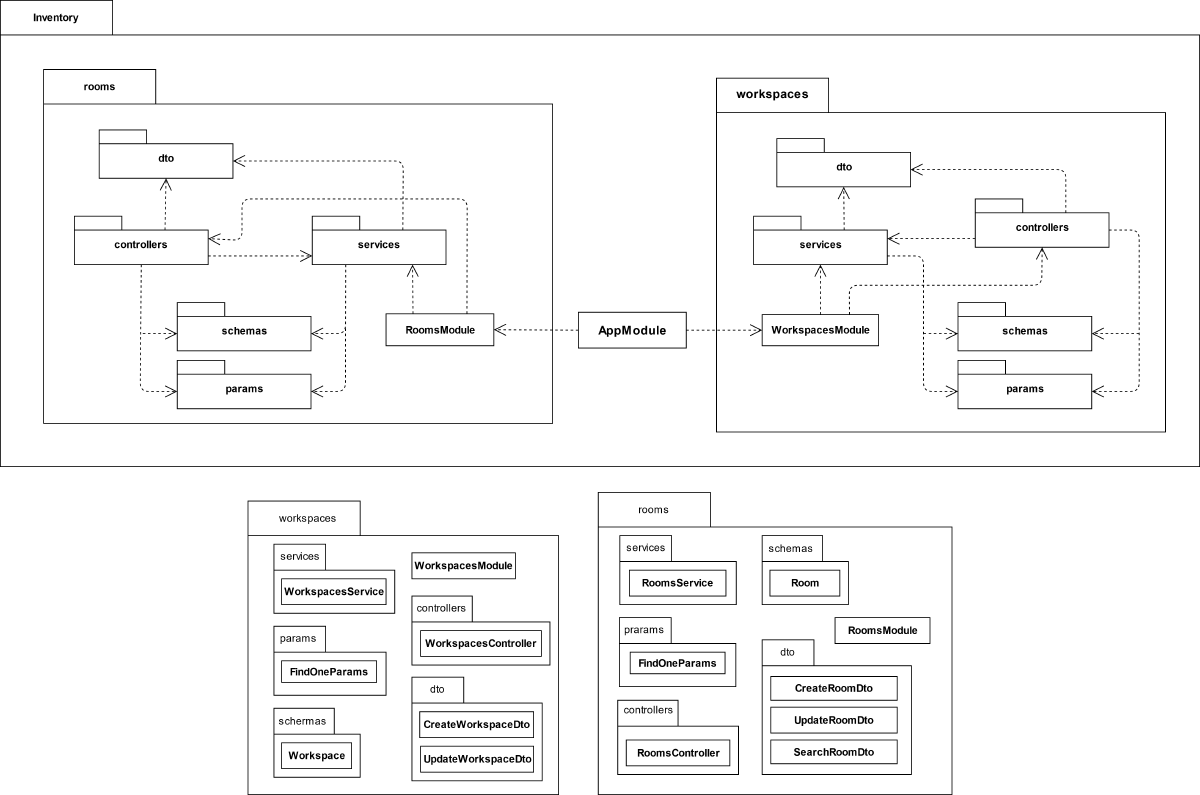 Inventory
rooms
workspaces
dto
dto
controllers
services
services
controllers
schemas
RoomsModule
AppModule
WorkspacesModule
schemas
params
params
workspaces
services
WorkspacesService
WorkspacesModule
params
FindOneParams
controllers
WorkspacesController
schermas
Workspace
dto
CreateWorkspaceDto
UpdateWorkspaceDto
rooms
services
RoomsService
schemas
Room
prarams
FindOneParams
RoomsModule
controllers
RoomsController
dto
CreateRoomDto
UpdateRoomDto
SearchRoomDto